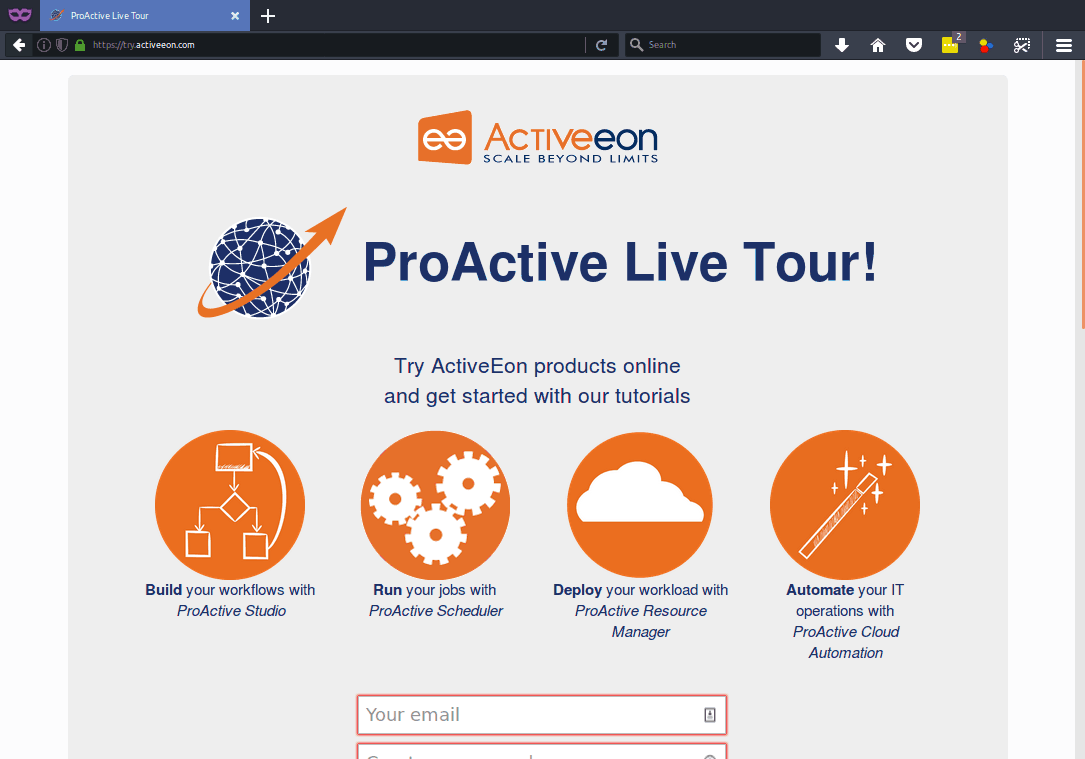 ProActive Live Tour
https://try.activeeon.com
Search
2
Activeeon
SCALE BEYOND LIMITS
ProActive Live Tour!
Try ActiveEon products online
and get started with our tutorials
Build your workflows with
ProActive Studio
Run your jobs with
ProActive Scheduler
Deploy your workload with
ProActive Resource
Manager
Automate your IT
operations with
ProActive Cloud
Automation
Your email